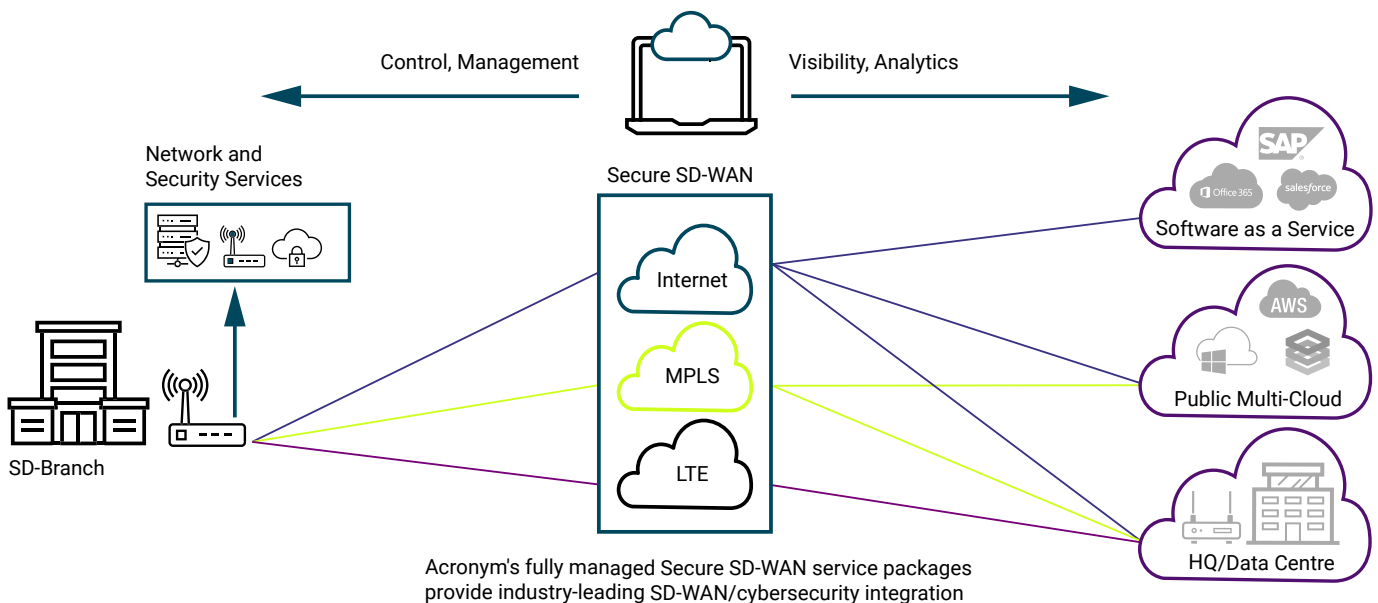 Control, Management
Visibility, Analytics
Network and
Security Services
Secure SD-WAN
SAP
Office 365
salesforce
Software as a Service
Internet
AWS
MPLS
Public Multi-Cloud
LTE
SD-Branch
HQ/Data Centre
Acronym's fully managed Secure SD-WAN service packages
provide industry-leading SD-WAN/cybersecurity integration